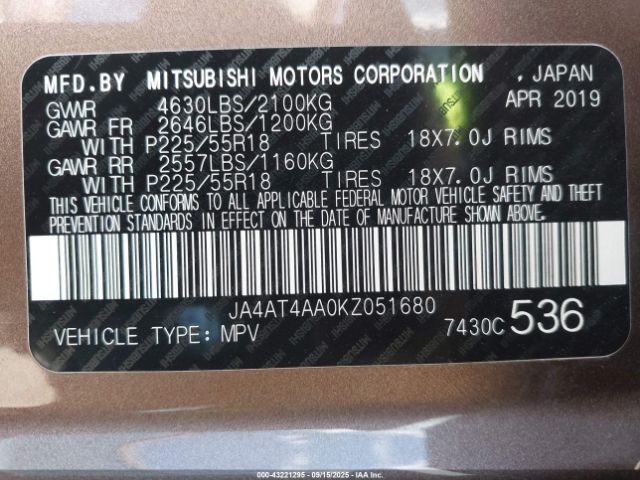 MFD.BY MITSUBISHI MOTORS CORPORATION , JAPAN
GVWR 4630LBS/2100KG APR 2019
GAWR FR 2646LBS/1200KG
WITH P225/55R18 TIRES 18X7.0J RIMS
GAWR RR 2557LBS/1160KG
WITH P225/55R18 TIRES 18X7.0J RIMS
THIS VEHICLE CONFORMS TO ALL APPLICABLE FEDERAL MOTOR VEHICLE SAFETY AND THEFT
PREVENTION STANDARDS IN EFFECT ON THE DATE OF MANUFACTURE SHOWN ABOVE.
JA4AT4AA0KZ051680
VEHICLE TYPE: MPV 7430C 536
000-43221295 - 09/15/2025 - IAA Inc.